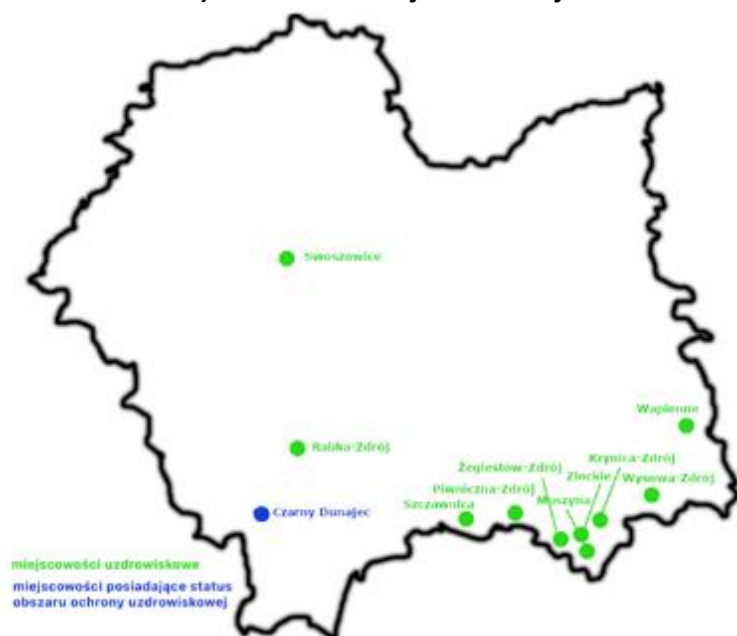 Swoszowice
Wapienne
Rabka-Zdrój
Krynica-Zdrój
Żegiestów-Zdrój
Złockie
Wysowa-Zdrój
Piwniczna-Zdrój
Muszyna
Szczawnica
Czarny Dunajec
miejscowości uzdrowiskowe
miejscowości posiadające status
obszaru ochrony uzdrowiskowej